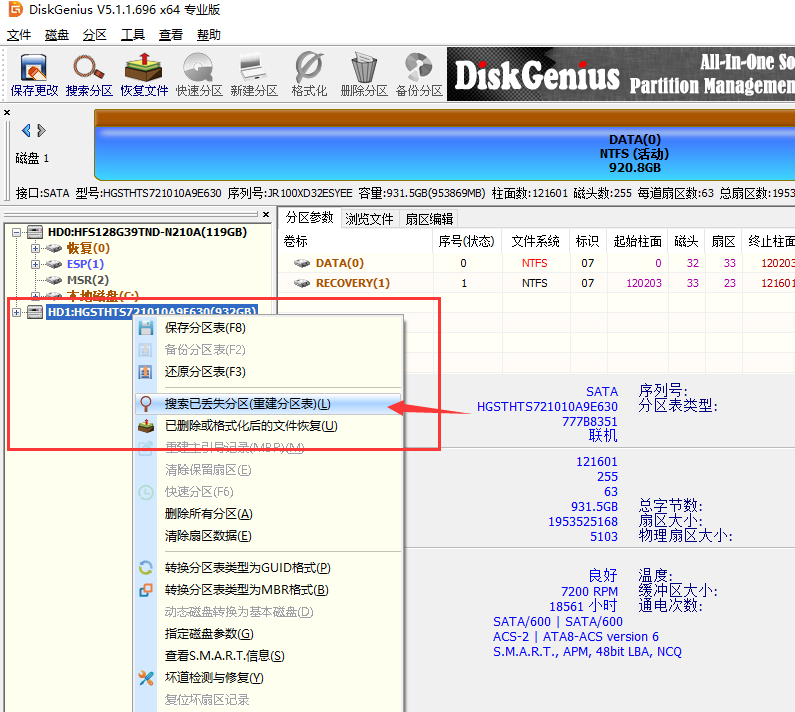 DiskGenius V5.1.1.696 x64 专业版
文件 磁盘 分区 工具 查看 帮助
保存更改 搜索分区 恢复文件 快速分区 新建分区 格式化 删除分区 备份分区
DiskGenius All-In-One So
Partition Managemen
磁盘 1
DATA(0)
NTFS (活动)
920.8GB
接口:SATA 型号:HGSTHTS721010A9E630 序列号:JR100XD32ESYEE 容量:931.5GB(953869MB) 柱面数:121601 磁头数:255 每道扇区数:63 总扇区数:1953
HD0:HFS128G39TND-N210A(119GB)
恢复(0)
ESP(1)
MSR(2)
本地磁盘(C:)
HD1:HGSTHTS721010A9E630(932GB)
分区参数 浏览文件 扇区编辑
卷标 序号(状态) 文件系统 标识 起始柱面 磁头 扇区 终止柱面
DATA(0) 0 NTFS 07 0 32 33 120203
RECOVERY(1) 1 NTFS 07 120203 33 23 121601
保存分区表(F8)
备份分区表(F2)
还原分区表(F3)
搜索已丢失分区(重建分区表)(L)
已删除或格式化后的文件恢复(U)
重建主引导记录(MBR)(M)
清除保留扇区(E)
快速分区(F6)
删除所有分区(A)
清除扇区数据(E)
转换分区表类型为GUID格式(P)
转换分区表类型为MBR格式(B)
动态磁盘转换为基本磁盘(D)
指定磁盘参数(G)
查看S.M.A.R.T.信息(S)
坏道检测与修复(Y)
复位坏扇区记录
SATA 序列号:
HGSTHTS721010A9E630 分区表类型:
777B8351
联机
121601
255
63
931.5GB 总字节数:
1953525168 扇区大小:
5103 物理扇区大小:
良好 温度:
7200 RPM 缓冲区大小:
18561 小时 通电次数:
SATA/600 | SATA/600
ACS-2 | ATA8-ACS version 6
S.M.A.R.T., APM, 48bit LBA, NCQ